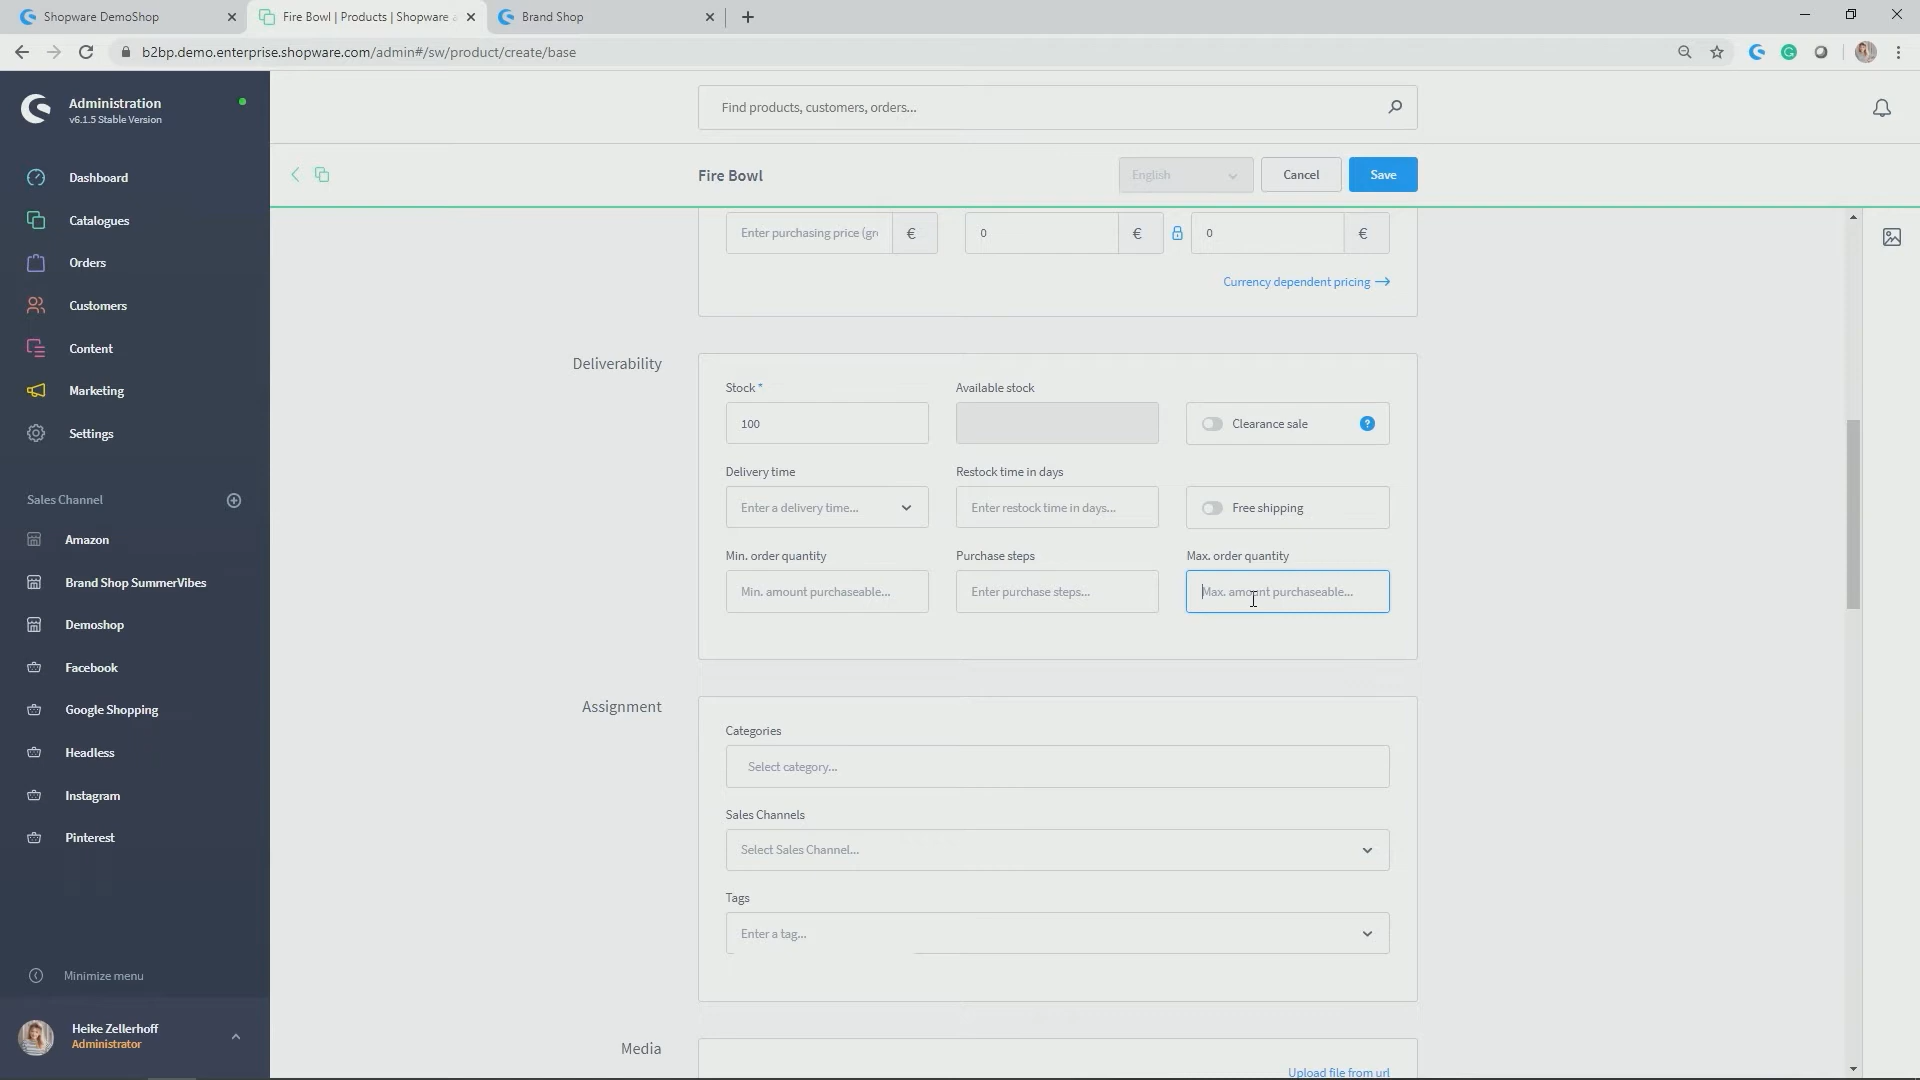 Shopware DemoShop
Fire Bowl | Products | Shopware a
Brand Shop
b2bp.demo.enterprise.shopware.com/admin#/sw/product/create/base
Administration
v6.1.5 Stable Version
Find products, customers, orders...
Fire Bowl
English
Cancel
Save
Dashboard
Catalogues
Orders
Customers
Content
Marketing
Settings
Sales Channel
Amazon
Brand Shop SummerVibes
Demoshop
Facebook
Google Shopping
Headless
Instagram
Pinterest
Minimize menu
Heike Zellerhoff
Administrator
Enter purchasing price (gr
€
0
€
0
€
Currency dependent pricing
Deliverability
Stock *
Available stock
100
Clearance sale
?
Delivery time
Restock time in days
Enter a delivery time...
Enter restock time in days...
Free shipping
Min. order quantity
Purchase steps
Max. order quantity
Min. amount purchaseable...
Enter purchase steps...
Max. amount purchaseable...
Assignment
Categories
Select category...
Sales Channels
Select Sales Channel...
Tags
Enter a tag...
Media
Upload file from url